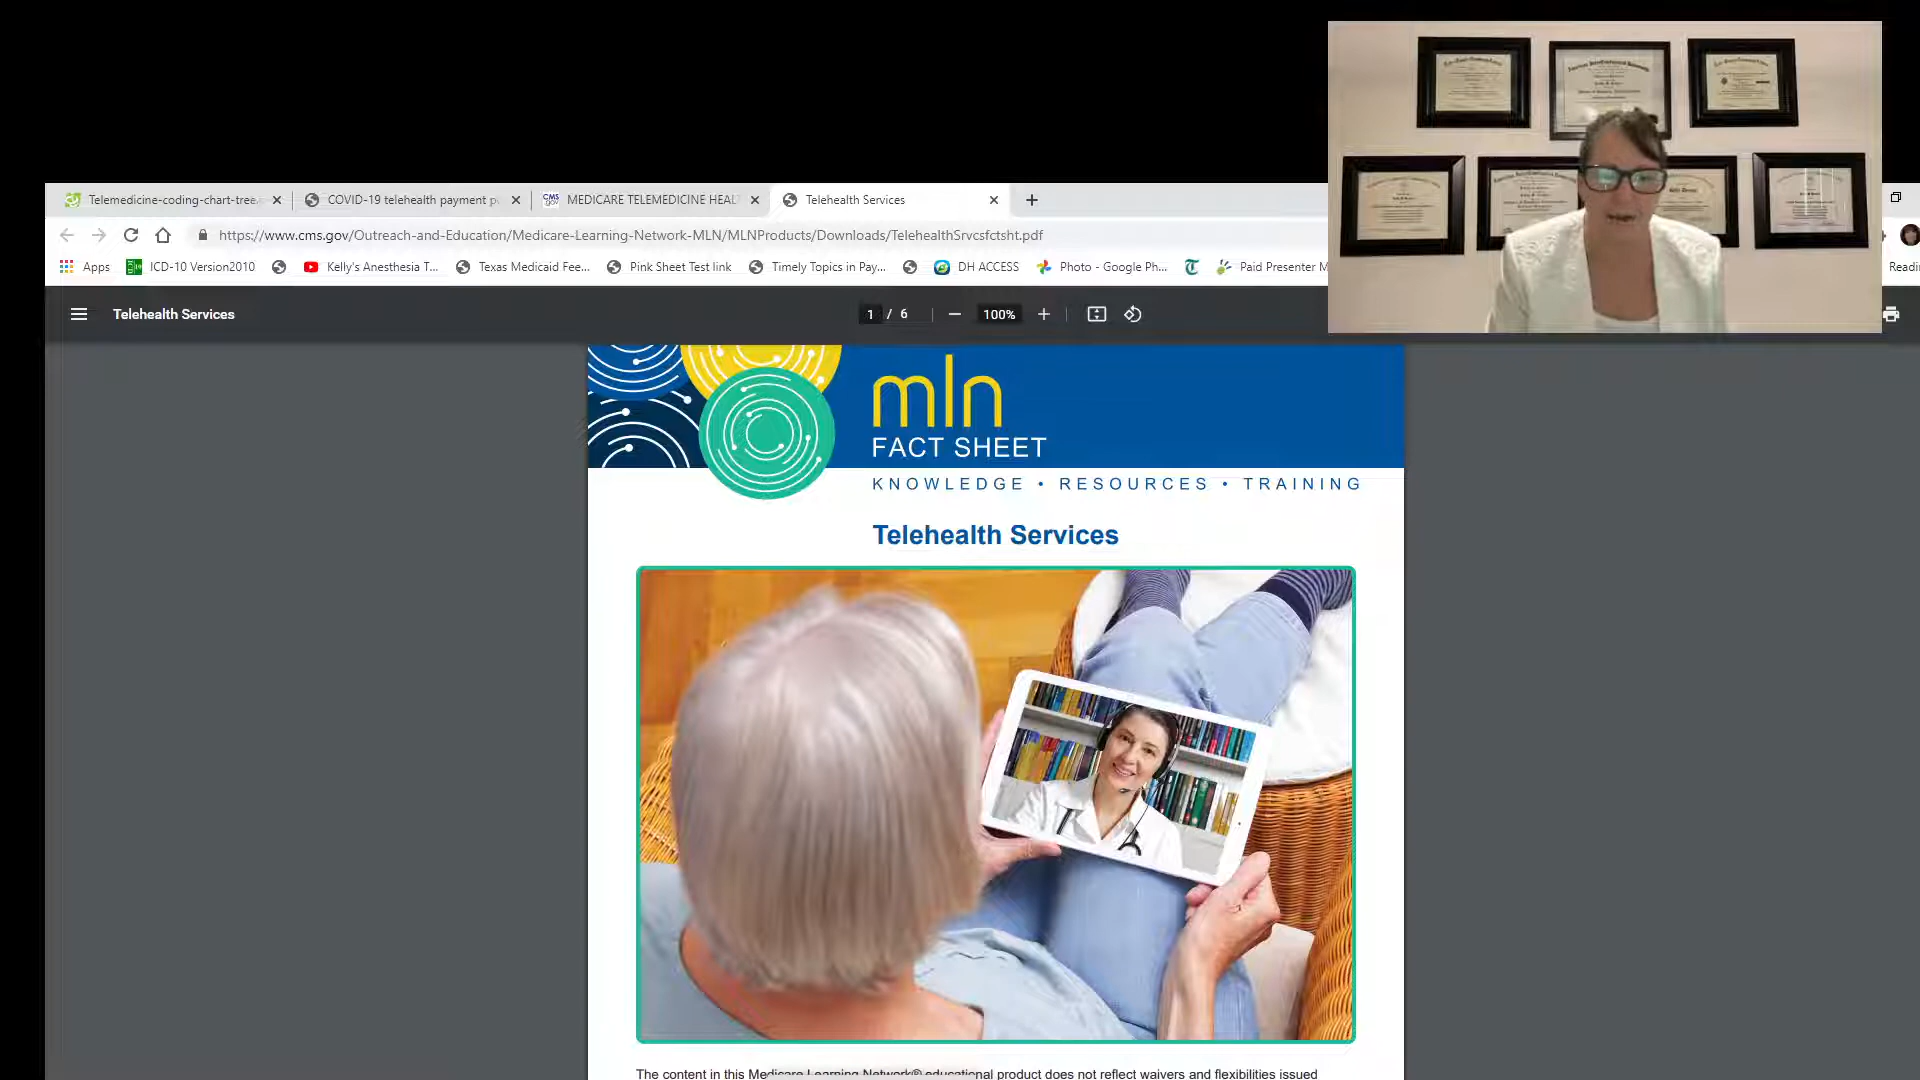 Telemedicine-coding-chart-tree
COVID-19 telehealth payment p
CMS.gov
MEDICARE TELEMEDICINE HEAL
Telehealth Services
https://www.cms.gov/Outreach-and-Education/Medicare-Learning-Network-MLN/MLNProducts/Downloads/TelehealthSrvcsfctsht.pdf
Apps
ICD-10 Version2010
Kelly's Anesthesia T...
Texas Medicaid Fee...
Pink Sheet Test link
Timely Topics in Pay...
DH ACCESS
Photo - Google Ph...
Paid Presenter M
Readi
Telehealth Services
1 / 6
100%
mln
FACT SHEET
KNOWLEDGE • RESOURCES • TRAINING
Telehealth Services
The content in this Medicare Learning Network® educational product does not reflect waivers and flexibilities issued